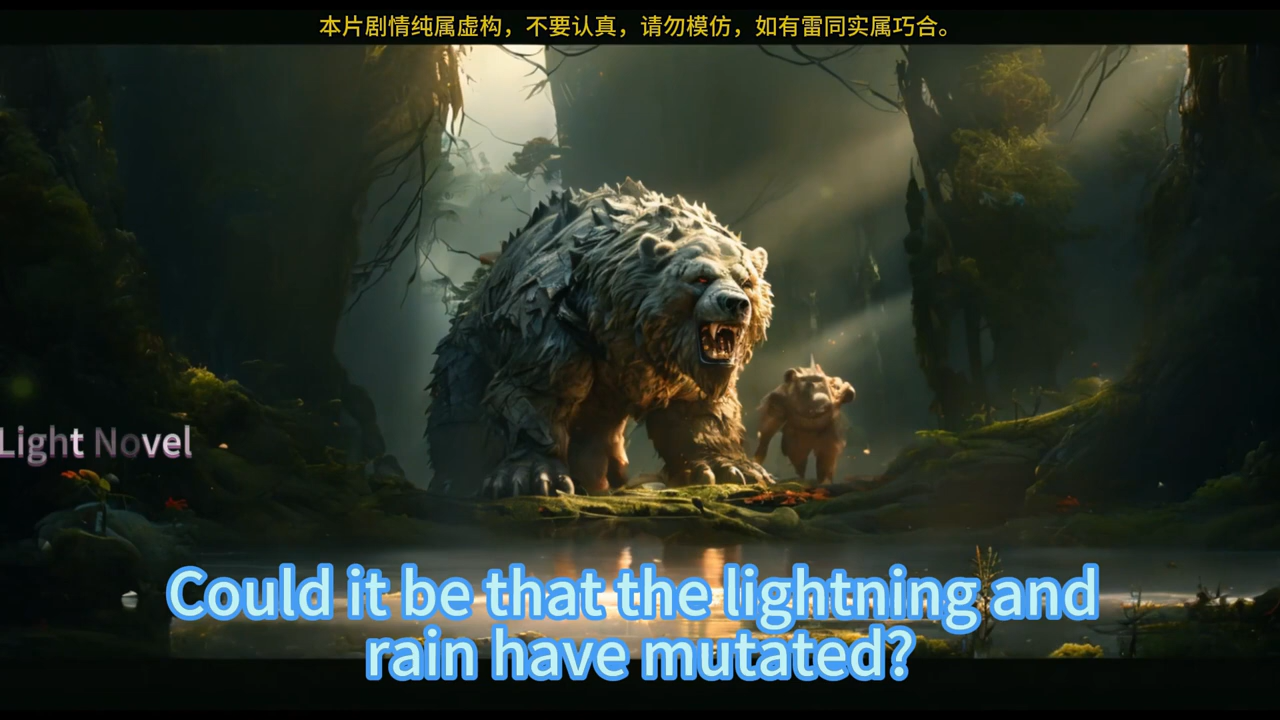 本片剧情纯属虚构，不要认真，请勿模仿，如有雷同实属巧合。
Light Novel
Could it be that the lightning and
rain have mutated?